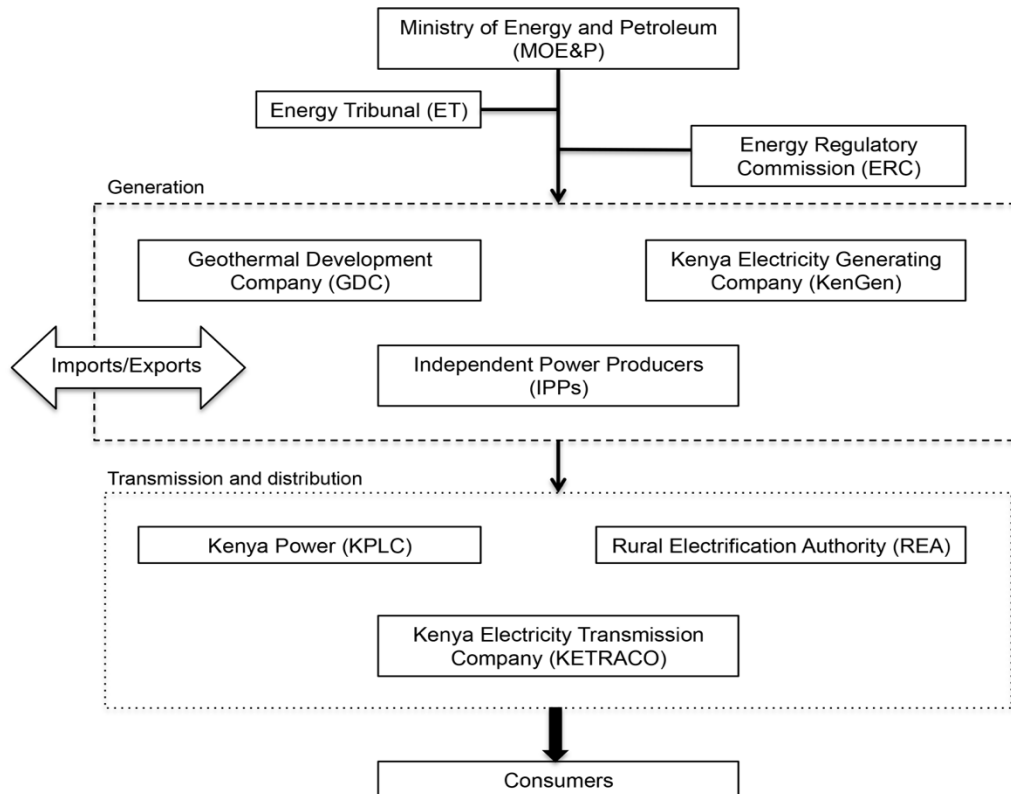 Ministry of Energy and Petroleum
(MOE&P)
Energy Tribunal (ET)
Energy Regulatory
Commission (ERC)
Generation
Geothermal Development
Company (GDC)
Kenya Electricity Generating
Company (KenGen)
Imports/Exports
Independent Power Producers
(IPPs)
Transmission and distribution
Kenya Power (KPLC)
Rural Electrification Authority (REA)
Kenya Electricity Transmission
Company (KETRACO)
Consumers